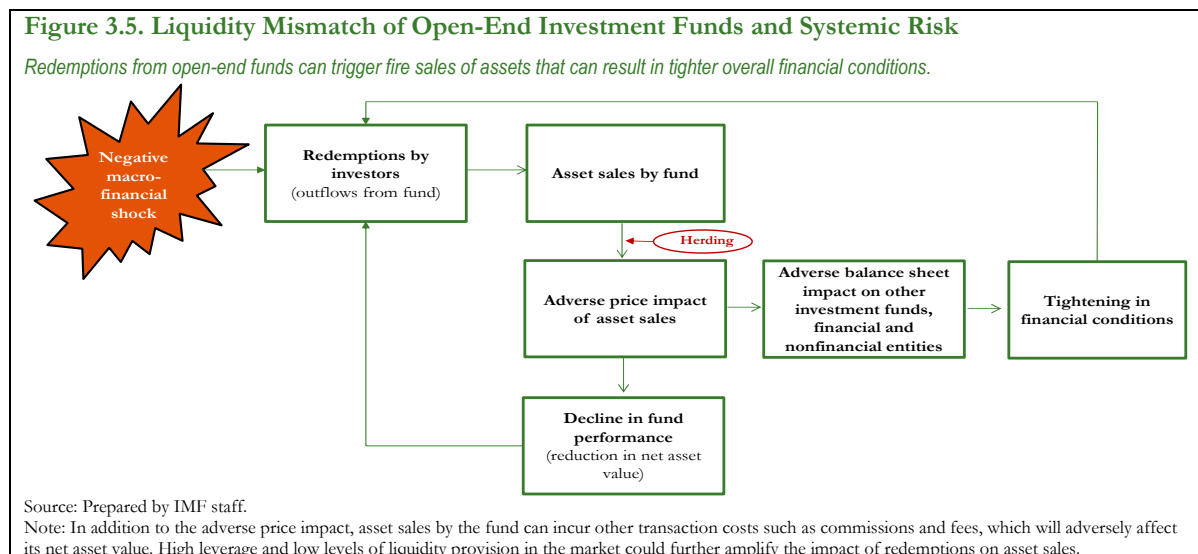 Figure 3.5. Liquidity Mismatch of Open-End Investment Funds and Systemic Risk
Redemptions from open-end funds can trigger fire sales of assets that can result in tighter overall financial conditions.
Negative
macro-
financial
shock
Redemptions by
investors
(outflows from fund)
Asset sales by fund
Herding
Adverse price impact
of asset sales
Adverse balance sheet
impact on other
investment funds,
financial and
nonfinancial entities
Tightening in
financial conditions
Decline in fund
performance
(reduction in net asset
value)
Source: Prepared by IMF staff.
Note: In addition to the adverse price impact, asset sales by the fund can incur other transaction costs such as commissions and fees, which will adversely affect
its net asset value. High leverage and low levels of liquidity provision in the market could further amplify the impact of redemptions on asset sales.